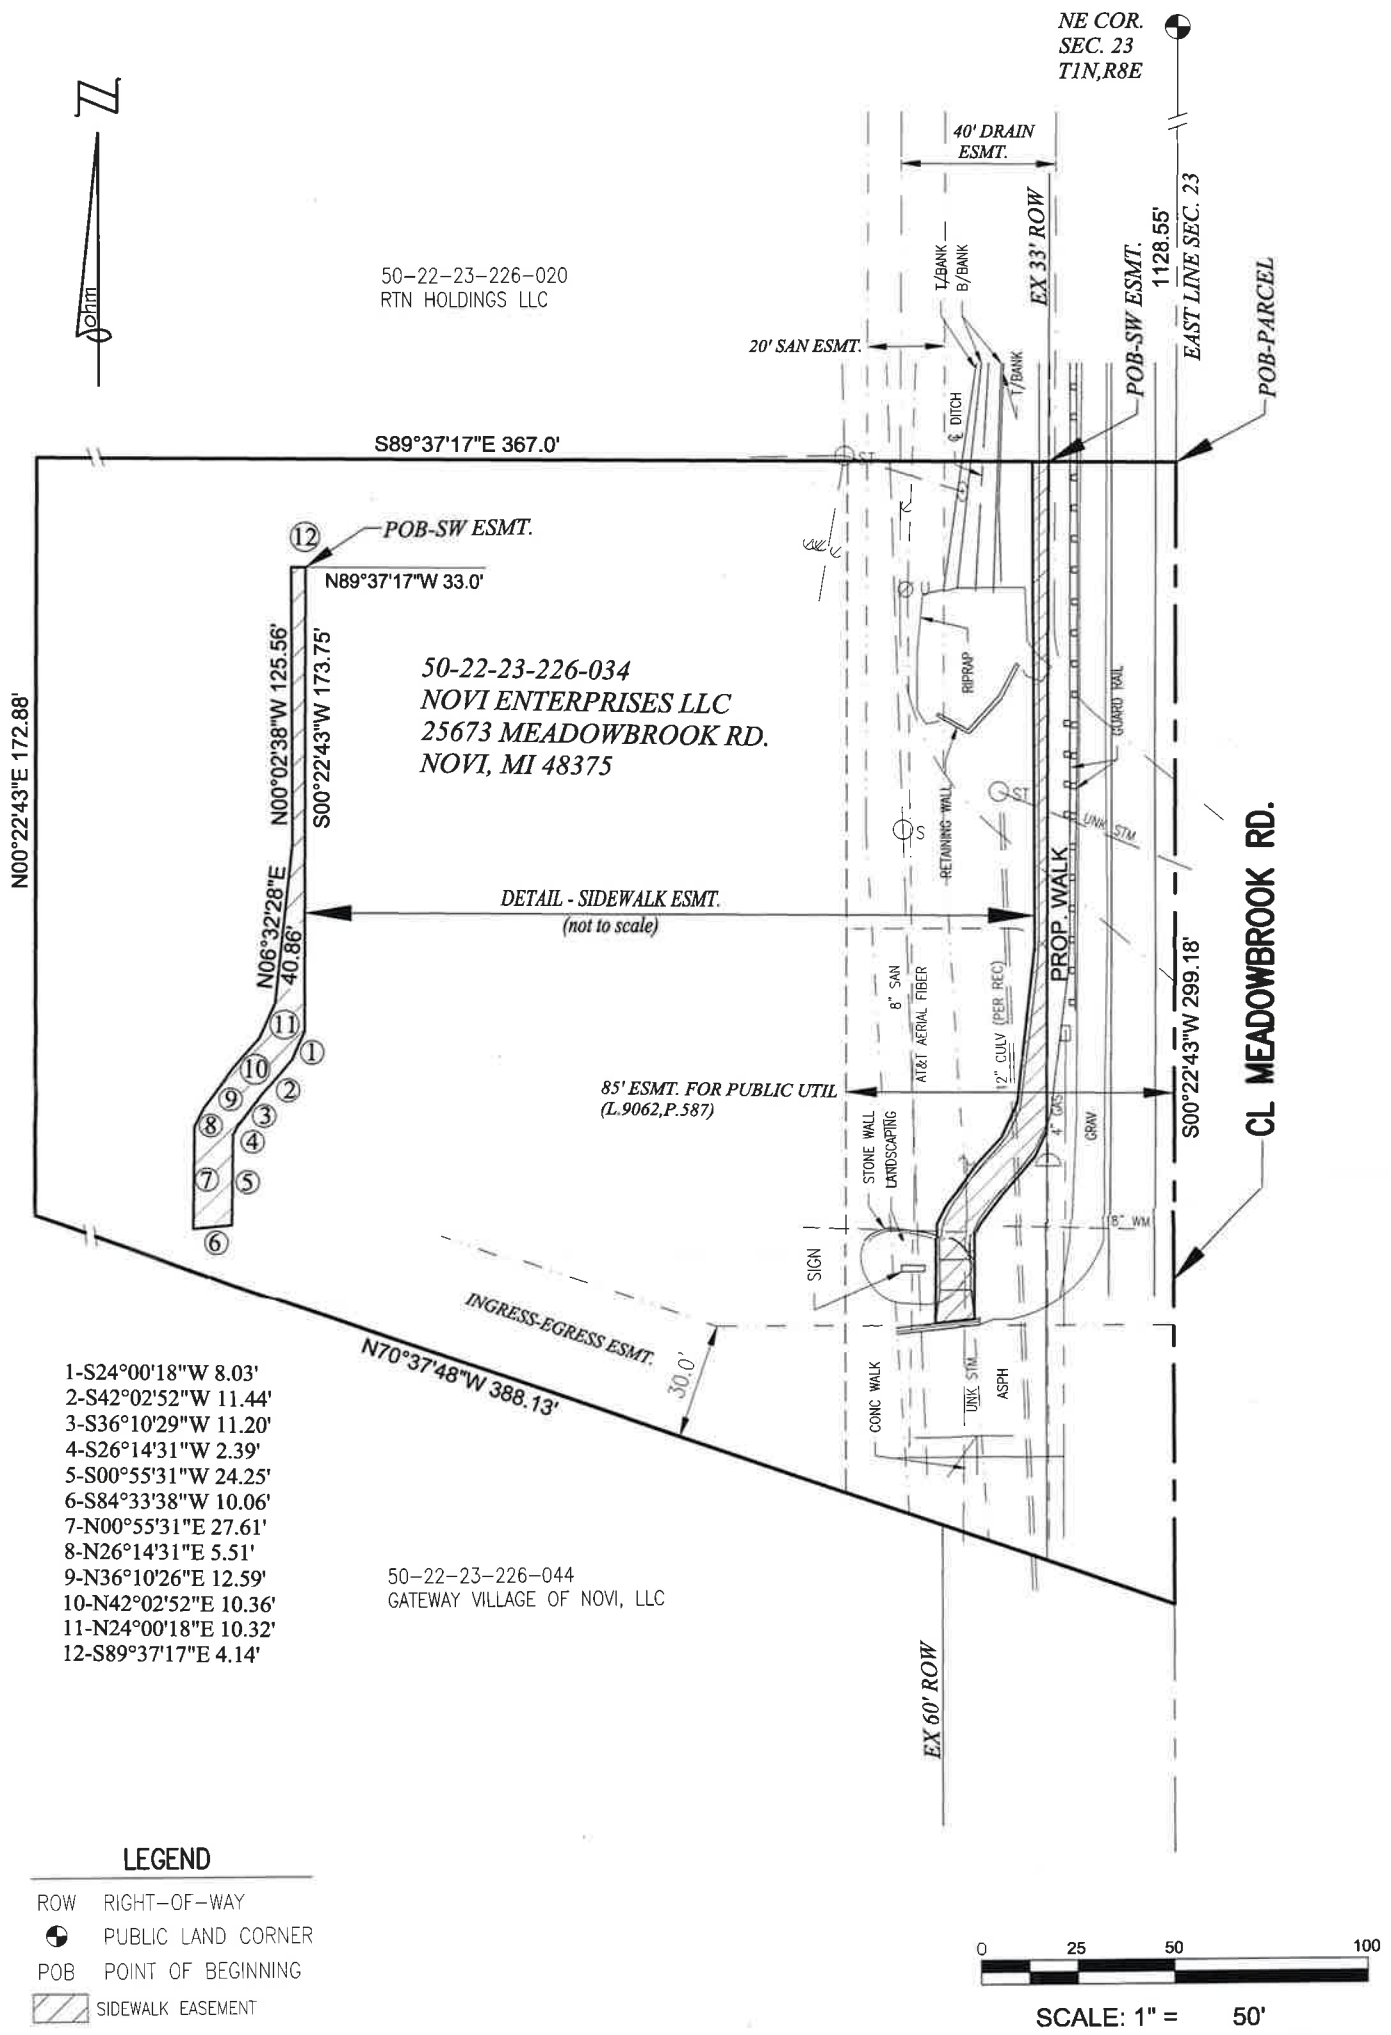 NE COR.
SEC. 23
T1N,R8E
N
ohm
40' DRAIN
ESMT.
EX 33' ROW
POB-SW ESMT.
1128.55'
EAST LINE SEC. 23
POB-PARCEL
50-22-23-226-020
RTN HOLDINGS LLC
T/BANK
B/BANK
20' SAN ESMT.
T/BANK
℄ DITCH
S89°37'17"E 367.0'
ST
12
POB-SW ESMT.
N89°37'17"W 33.0'
U
N00°02'38"W 125.56'
S00°22'43"W 173.75'
50-22-23-226-034
NOVI ENTERPRISES LLC
25673 MEADOWBROOK RD.
NOVI, MI 48375
RIPRAP
GUARD RAIL
N00°22'43"E 172.88'
RETAINING WALL
ST
S
UNK STM
PROP. WALK
CL MEADOWBROOK RD.
N06°32'28"E
40.86'
DETAIL - SIDEWALK ESMT.
(not to scale)
8" SAN
AT&T AERIAL FIBER
12" CULV (PER REC)
S00°22'43"W 299.18'
11
1
10
2
9
3
8
4
7
5
6
85' ESMT. FOR PUBLIC UTIL
(L.9062,P.587)
4" GAS
GRAV
STONE WALL
LANDSCAPING
8" WM
SIGN
INGRESS-EGRESS ESMT.
30.0'
N70°37'48"W 388.13'
CONC WALK
UNK STM
ASPH
1-S24°00'18"W 8.03'
2-S42°02'52"W 11.44'
3-S36°10'29"W 11.20'
4-S26°14'31"W 2.39'
5-S00°55'31"W 24.25'
6-S84°33'38"W 10.06'
7-N00°55'31"E 27.61'
8-N26°14'31"E 5.51'
9-N36°10'26"E 12.59'
10-N42°02'52"E 10.36'
11-N24°00'18"E 10.32'
12-S89°37'17"E 4.14'
50-22-23-226-044
GATEWAY VILLAGE OF NOVI, LLC
EX 60' ROW
LEGEND
ROW RIGHT-OF-WAY
PUBLIC LAND CORNER
POB POINT OF BEGINNING
SIDEWALK EASEMENT
0 25 50 100
SCALE: 1" = 50'